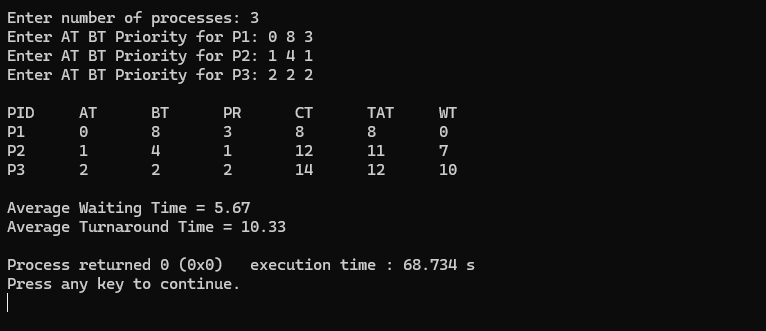 Enter number of processes: 3
Enter AT BT Priority for P1: 0 8 3
Enter AT BT Priority for P2: 1 4 1
Enter AT BT Priority for P3: 2 2 2
PID AT BT PR CT TAT WT
P1 0 8 3 8 8 0
P2 1 4 1 12 11 7
P3 2 2 2 14 12 10
Average Waiting Time = 5.67
Average Turnaround Time = 10.33
Process returned 0 (0x0) execution time : 68.734 s
Press any key to continue.